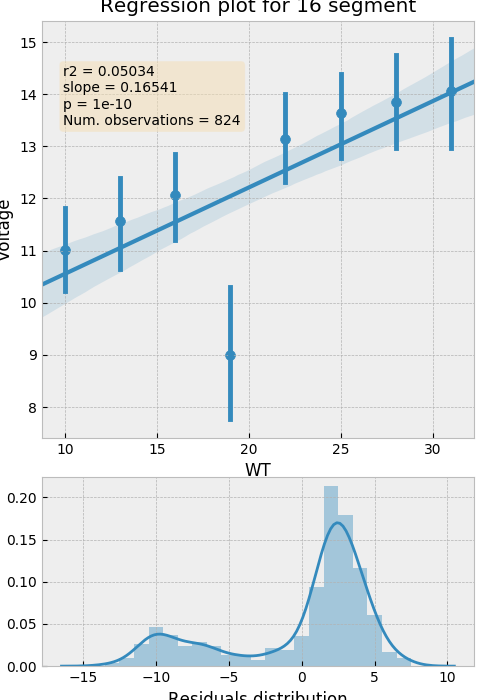 Regression plot for 16 segment
15
14
13
12
11
10
9
8
r2 = 0.05034
slope = 0.16541
p = 1e-10
Num. observations = 824
Voltage
10 15 20 25 30
WT
0.20
0.15
0.10
0.05
0.00
−15 −10 −5 0 5 10
Residuals distribution